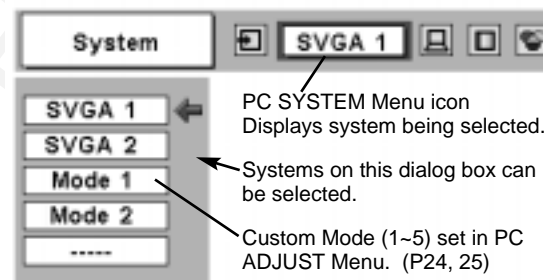 System
SVGA 1
PC SYSTEM Menu icon
Displays system being selected.
SVGA 1
SVGA 2
Mode 1
Mode 2
-----
Systems on this dialog box can
be selected.
Custom Mode (1~5) set in PC
ADJUST Menu. (P24, 25)